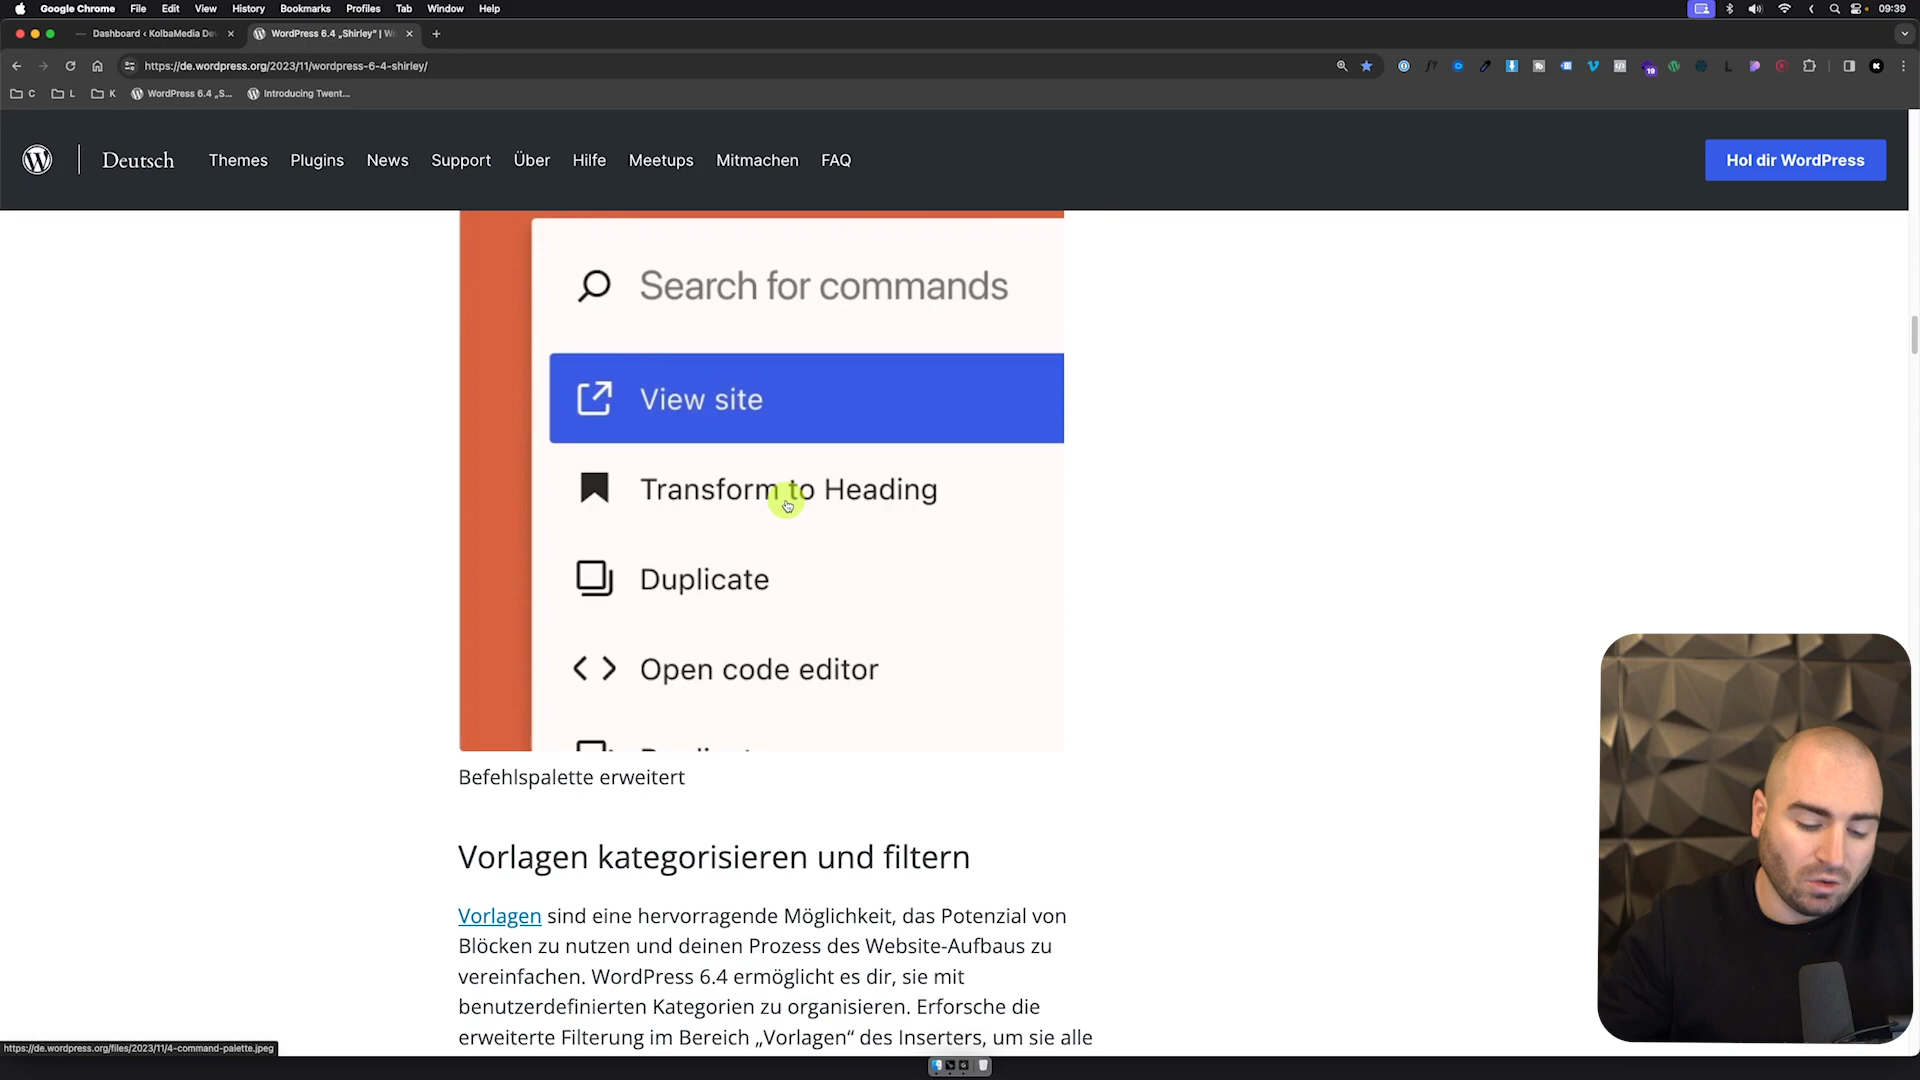 Google Chrome File Edit View History Bookmarks Profiles Tab Window Help 09:39
Dashboard ‹ KolbaMedia De
WordPress 6.4 „Shirley“ | W
https://de.wordpress.org/2023/11/wordpress-6-4-shirley/
19
C L K WordPress 6.4 „S... Introducing Twent...
Deutsch Themes Plugins News Support Über Hilfe Meetups Mitmachen FAQ Hol dir WordPress
Search for commands
View site
Transform to Heading
Duplicate
Open code editor
Befehlspalette erweitert
Vorlagen kategorisieren und filtern
Vorlagen sind eine hervorragende Möglichkeit, das Potenzial von
Blöcken zu nutzen und deinen Prozess des Website-Aufbaus zu
vereinfachen. WordPress 6.4 ermöglicht es dir, sie mit
benutzerdefinierten Kategorien zu organisieren. Erforsche die
erweiterte Filterung im Bereich „Vorlagen“ des Inserters, um sie alle
https://de.wordpress.org/files/2023/11/4-command-palette.jpeg